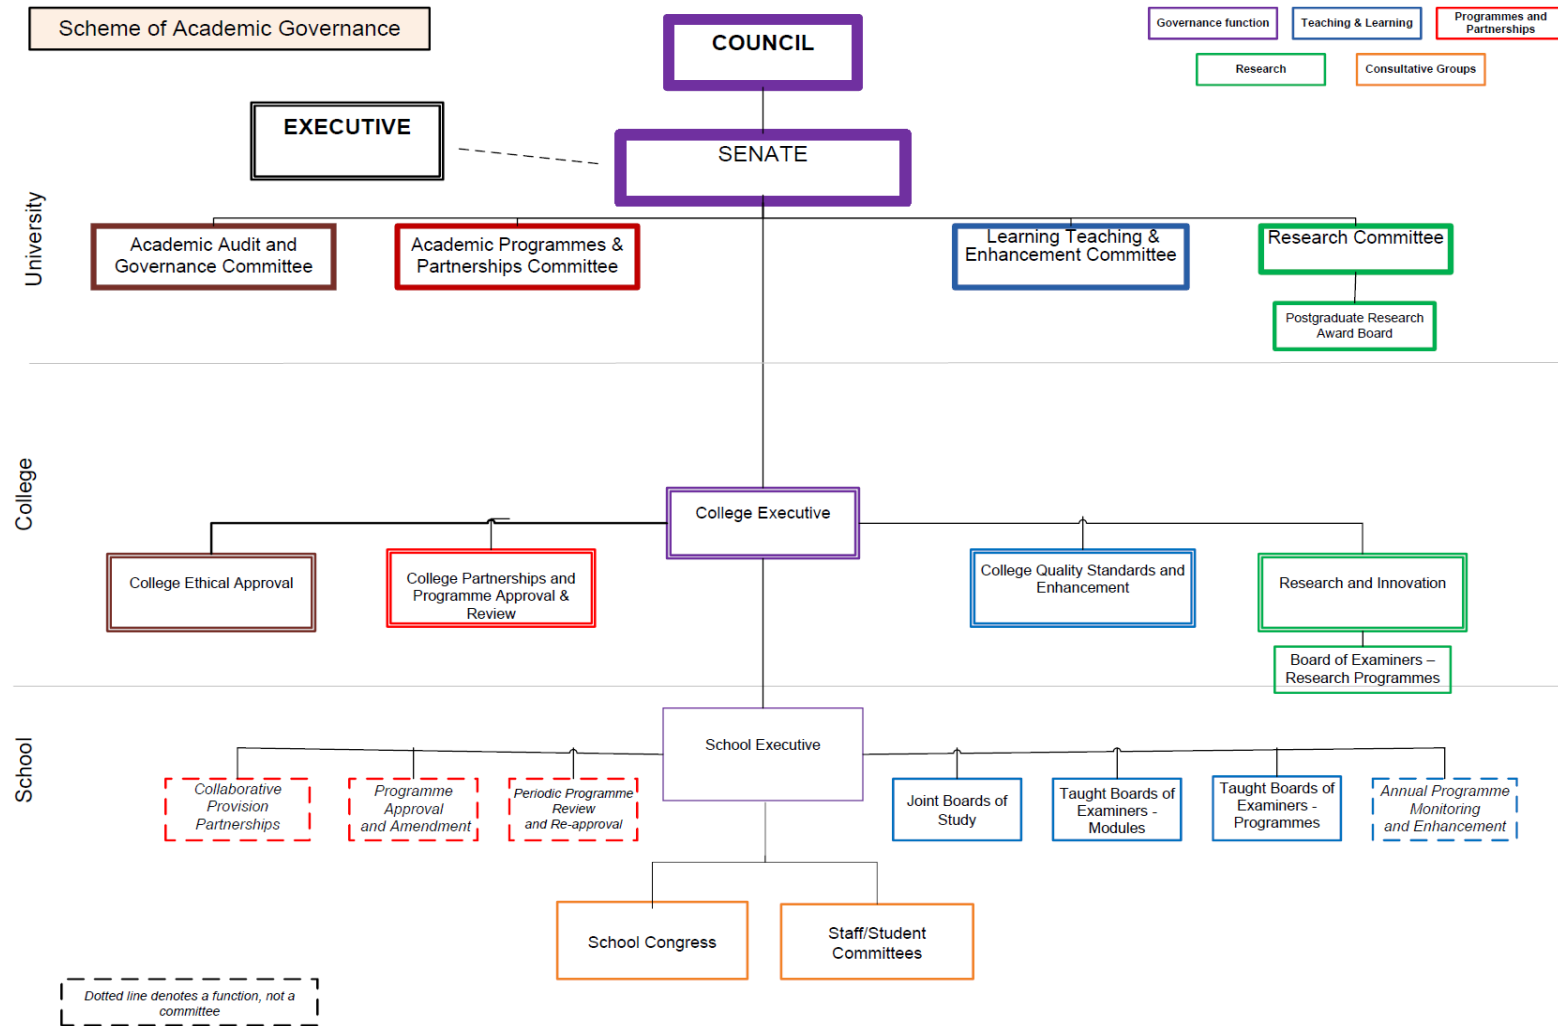 Scheme of Academic Governance
COUNCIL
Governance function
Teaching & Learning
Programmes and
Partnerships
Research
Consultative Groups
EXECUTIVE
SENATE
University
Academic Audit and
Governance Committee
Academic Programmes &
Partnerships Committee
Learning Teaching &
Enhancement Committee
Research Committee
Postgraduate Research
Award Board
College
College Executive
College Ethical Approval
College Partnerships and
Programme Approval &
Review
College Quality Standards and
Enhancement
Research and Innovation
Board of Examiners –
Research Programmes
School
School Executive
Collaborative
Provision
Partnerships
Programme
Approval
and Amendment
Periodic Programme
Review
and Re-approval
Joint Boards of
Study
Taught Boards of
Examiners -
Modules
Taught Boards of
Examiners -
Programmes
Annual Programme
Monitoring
and Enhancement
School Congress
Staff/Student
Committees
Dotted line denotes a function, not a
committee